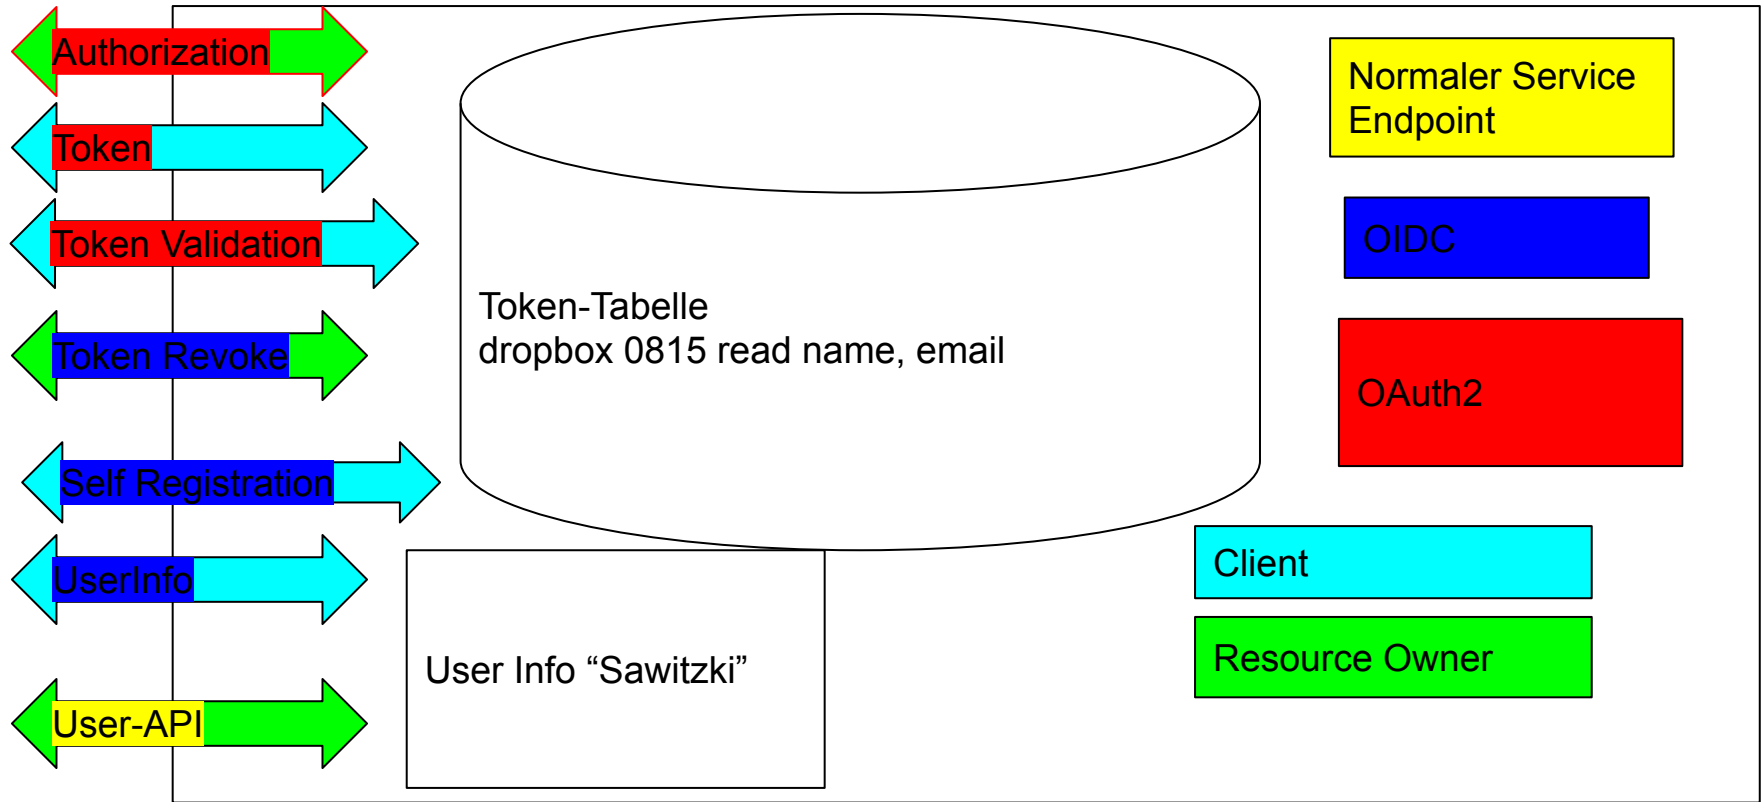 Authorization
Token
Token Validation
Token Revoke
Self Registration
UserInfo
User-API
Token-Tabelle
dropbox 0815 read name, email
User Info “Sawitzki”
Normaler Service
Endpoint
OIDC
OAuth2
Client
Resource Owner